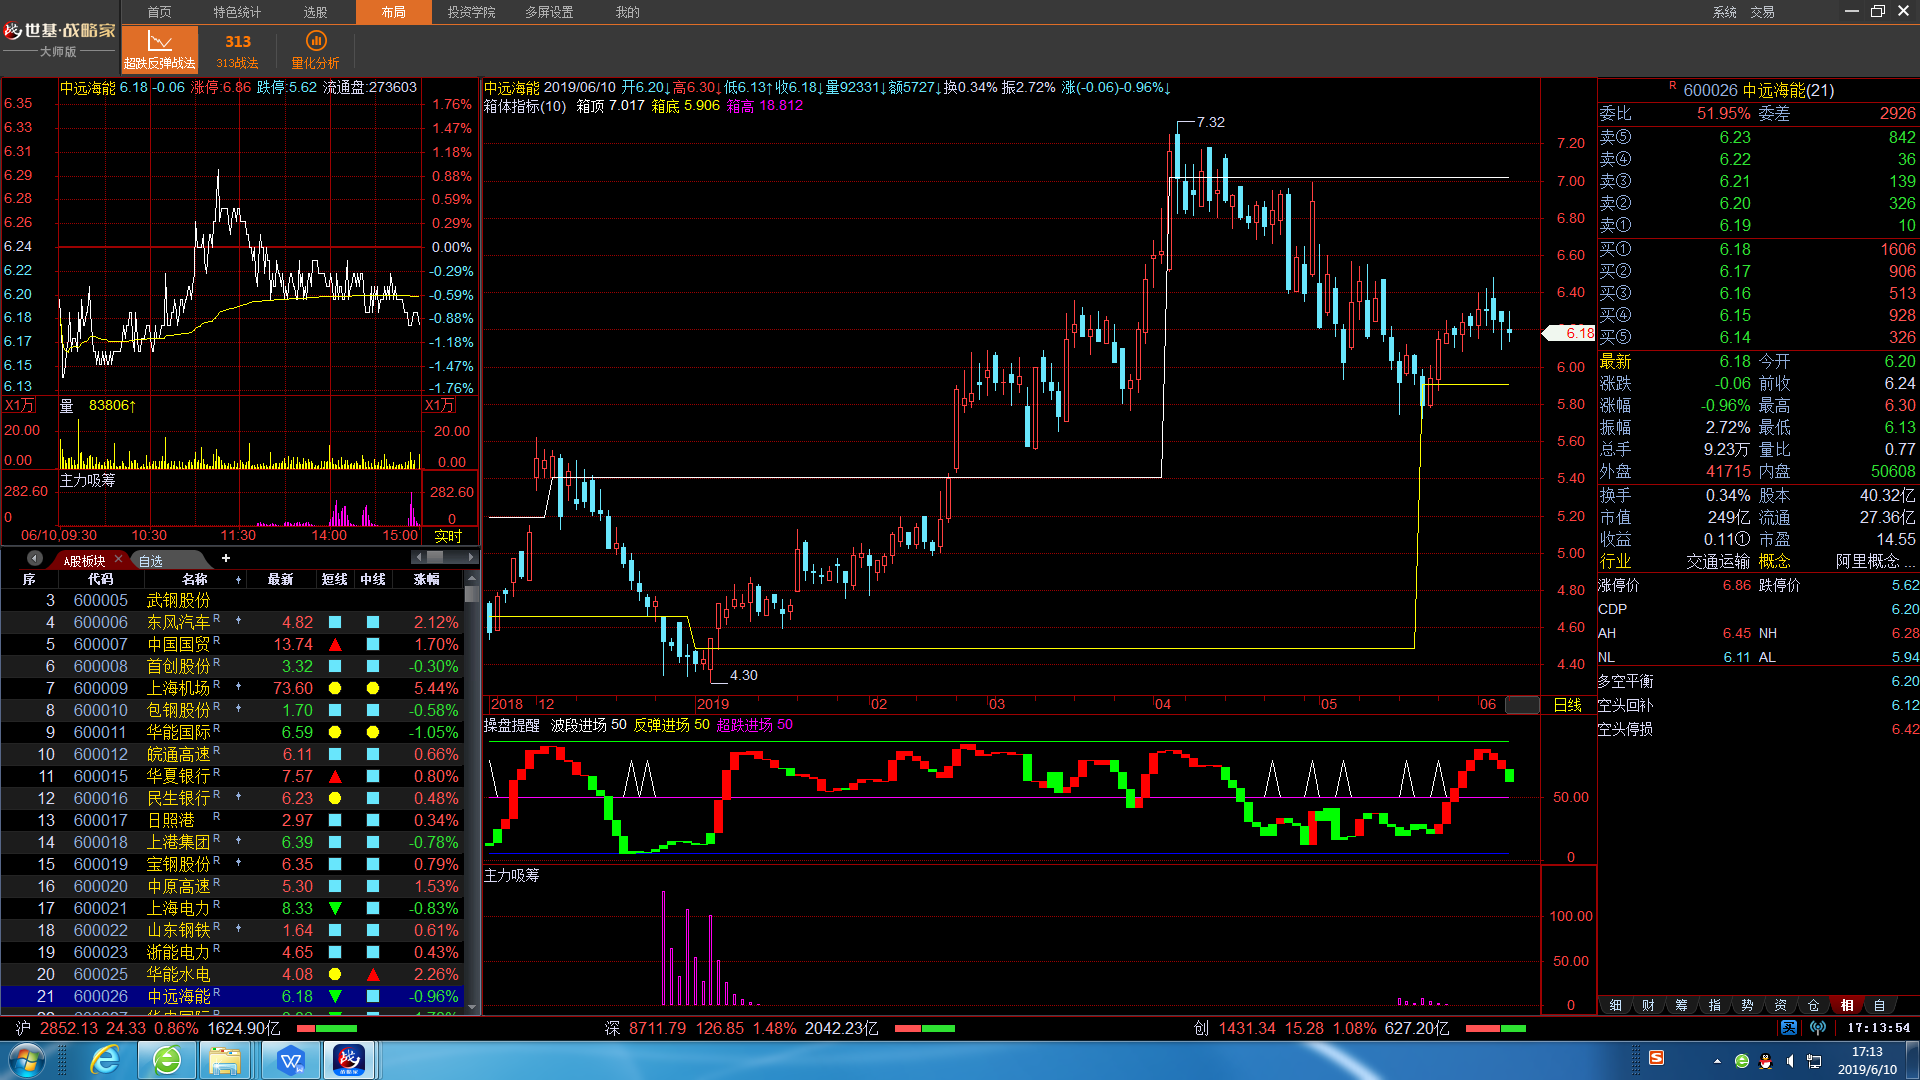 首页 特色统计 选股 布局 投资学院 多屏设置 我的 系统 交易
世基·战略家
大师版
超跌反弹战法 313 313战法 量化分析
中远海能 6.18 -0.06 涨停:6.86 跌停:5.62 流通盘:273603
6.35 1.76%
6.33 1.47%
6.31 1.18%
6.29 0.88%
6.28 0.59%
6.26 0.29%
6.24 0.00%
6.22 -0.29%
6.20 -0.59%
6.18 -0.88%
6.17 -1.18%
6.15 -1.47%
6.13 -1.76%
X1万 量 83806↑ X1万
20.00 20.00
0.00 0.00
主力吸筹
282.60 282.60
0 0
06/10,09:30 10:30 11:30 14:00 15:00 实时
A股板块 × 自选 +
序 代码 名称 最新 短线 中线 涨幅
3 600005 武钢股份
4 600006 东风汽车 R 4.82 2.12%
5 600007 中国国贸 R 13.74 1.70%
6 600008 首创股份 R 3.32 -0.30%
7 600009 上海机场 R 73.60 5.44%
8 600010 包钢股份 R 1.70 -0.58%
9 600011 华能国际 R 6.59 -1.05%
10 600012 皖通高速 R 6.11 0.66%
11 600015 华夏银行 R 7.57 0.80%
12 600016 民生银行 R 6.23 0.48%
13 600017 日照港 R 2.97 0.34%
14 600018 上港集团 R 6.39 -0.78%
15 600019 宝钢股份 R 6.35 0.79%
16 600020 中原高速 R 5.30 1.53%
17 600021 上海电力 R 8.33 -0.83%
18 600022 山东钢铁 R 1.64 0.61%
19 600023 浙能电力 R 4.65 0.43%
20 600025 华能水电 4.08 2.26%
21 600026 中远海能 R 6.18 -0.96%
中远海能 2019/06/10 开6.20↓高6.30↓低6.13↑收6.18↓量92331↓额5727↓换0.34% 振2.72% 涨(-0.06)-0.96%↓
箱体指标(10) 箱顶 7.017 箱底 5.906 箱高 18.812
7.32
4.30
7.20
7.00
6.80
6.60
6.40
6.18
6.00
5.80
5.60
5.40
5.20
5.00
4.80
4.60
4.40
2018 12 2019 02 03 04 05 06 日线
操盘提醒 波段进场 50 反弹进场 50 超跌进场 50
50.00
0
主力吸筹
100.00
50.00
0
R 600026 中远海能(21)
委比 51.95% 委差 2926
卖⑤ 6.23 842
卖④ 6.22 36
卖③ 6.21 139
卖② 6.20 326
卖① 6.19 10
买① 6.18 1606
买② 6.17 906
买③ 6.16 513
买④ 6.15 928
买⑤ 6.14 326
最新 6.18 今开 6.20
涨跌 -0.06 前收 6.24
涨幅 -0.96% 最高 6.30
振幅 2.72% 最低 6.13
总手 9.23万 量比 0.77
外盘 41715 内盘 50608
换手 0.34% 股本 40.32亿
市值 249亿 流通 27.36亿
收益 0.11① 市盈 14.55
行业 交通运输 概念 阿里概念 ...
涨停价 6.86 跌停价 5.62
CDP 6.20
AH 6.45 NH 6.28
NL 6.11 AL 5.94
多空平衡 6.20
空头回补 6.12
空头停损 6.42
细 财 筹 指 势 资 仓 相 自
沪 2852.13 24.33 0.86% 1624.90亿 深 8711.79 126.85 1.48% 2042.23亿 创 1431.34 15.28 1.08% 627.20亿 买 17:13:54
17:13
2019/6/10